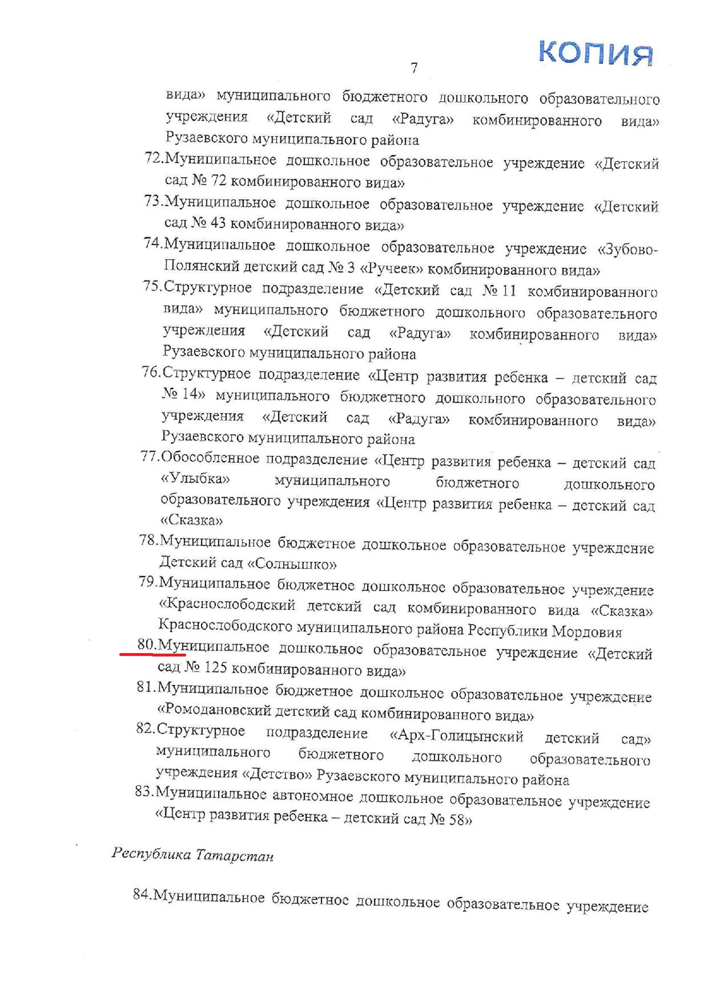 КОПИЯ
7
вида» муниципального бюджетного дошкольного образовательного
учреждения «Детский сад «Радуга» комбинированного вида»
Рузаевского муниципального района
72.Муниципальное дошкольное образовательное учреждение «Детский
сад № 72 комбинированного вида»
73.Муниципальное дошкольное образовательное учреждение «Детский
сад № 43 комбинированного вида»
74.Муниципальное дошкольное образовательное учреждение «Зубово-
Полянский детский сад № 3 «Ручеек» комбинированного вида»
75.Структурное подразделение «Детский сад № 11 комбинированного
вида» муниципального бюджетного дошкольного образовательного
учреждения «Детский сад «Радуга» комбинированного вида»
Рузаевского муниципального района
76.Структурное подразделение «Центр развития ребенка – детский сад
№ 14» муниципального бюджетного дошкольного образовательного
учреждения «Детский сад «Радуга» комбинированного вида»
Рузаевского муниципального района
77.Обособленное подразделение «Центр развития ребенка – детский сад
«Улыбка» муниципального бюджетного дошкольного
образовательного учреждения «Центр развития ребенка – детский сад
«Сказка»
78.Муниципальное бюджетное дошкольное образовательное учреждение
Детский сад «Солнышко»
79.Муниципальное бюджетное дошкольное образовательное учреждение
«Краснослободский детский сад комбинированного вида «Сказка»
Краснослободского муниципального района Республики Мордовия
80.Муниципальное дошкольное образовательное учреждение «Детский
сад № 125 комбинированного вида»
81.Муниципальное бюджетное дошкольное образовательное учреждение
«Ромодановский детский сад комбинированного вида»
82.Структурное подразделение «Арх-Голицынский детский сад»
муниципального бюджетного дошкольного образовательного
учреждения «Детство» Рузаевского муниципального района
83.Муниципальное автономное дошкольное образовательное учреждение
«Центр развития ребенка – детский сад № 58»
Республика Татарстан
84.Муниципальное бюджетное дошкольное образовательное учреждение